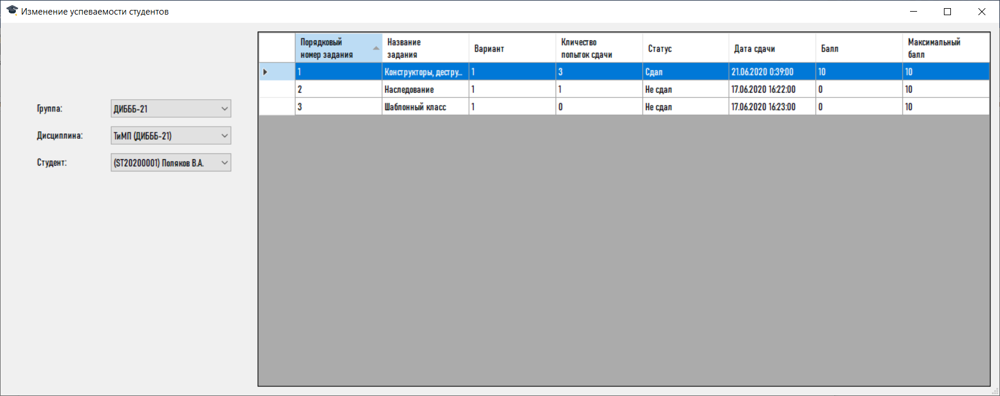 Изменение успеваемости студентов
Группа: ДИБББ-21
Дисциплина: ТиМП (ДИБББ-21)
Студент: (ST20200001) Поляков В.А.
Порядковый номер задания Название задания Вариант Кличество попыток сдачи Статус Дата сдачи Балл Максимальный балл
1 Конструкторы, дестру... 1 3 Сдал 21.06.2020 0:39:00 10 10
2 Наследование 1 1 Не сдал 17.06.2020 16:22:00 0 10
3 Шаблонный класс 1 0 Не сдал 17.06.2020 16:23:00 0 10